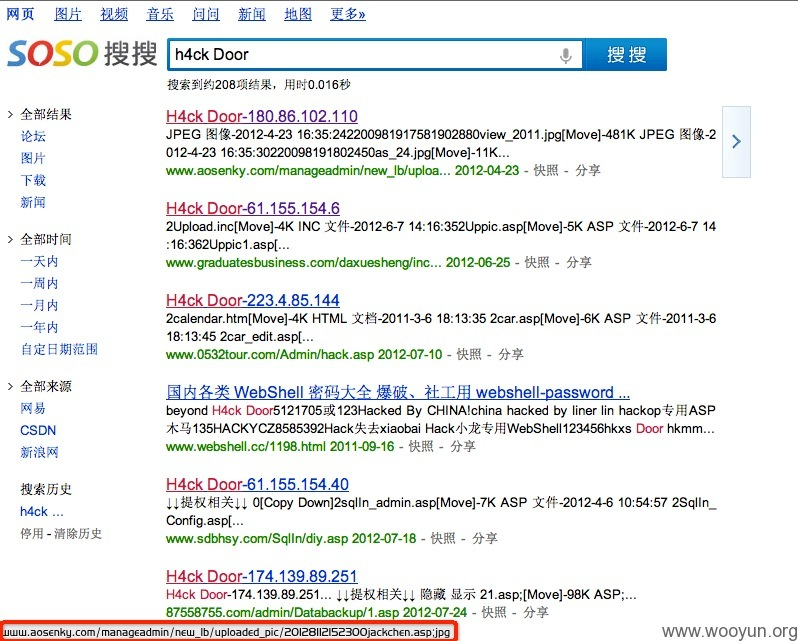 网页 图片 视频 音乐 问问 新闻 地图 更多»
SOSO 搜搜
h4ck Door
搜搜
搜索到约208项结果，用时0.016秒
全部结果
论坛
图片
下载
新闻
全部时间
一天内
一周内
一月内
一年内
自定日期范围
全部来源
网易
CSDN
新浪网
搜索历史
h4ck ...
停用 - 清除历史
H4ck Door-180.86.102.110
JPEG 图像-2012-4-23 16:35:242200981917581902880view_2011.jpg[Move]-481K JPEG 图像-2
012-4-23 16:35:30220098191802450as_24.jpg[Move]-11K...
www.aosenky.com/manageadmin/new_lb/uploa... 2012-04-23 - 快照 - 分享
H4ck Door-61.155.154.6
2Upload.inc[Move]-4K INC 文件-2012-6-7 14:16:352Uppic.asp[Move]-5K ASP 文件-2012-6-7 14
:16:362Uppic1.asp[...
www.graduatesbusiness.com/daxuesheng/inc... 2012-06-25 - 快照 - 分享
H4ck Door-223.4.85.144
2calendar.htm[Move]-4K HTML 文档-2011-3-6 18:13:35 2car.asp[Move]-6K ASP 文件-2011-3-6
18:13:45 2car_edit.asp[...
www.0532tour.com/Admin/hack.asp 2012-07-10 - 快照 - 分享
国内各类 WebShell 密码大全 爆破、社工用 webshell-password ...
beyond H4ck Door5121705或123Hacked By CHINA!china hacked by liner lin hackop专用ASP
木马135HACKYCZ8585392Hack失去xiaobai Hack小龙专用WebShell123456hkxs Door hkmm...
www.webshell.cc/1198.html 2011-09-16 - 快照 - 分享
H4ck Door-61.155.154.40
↓↓提权相关↓↓ 0[Copy Down]2sqlIn_admin.asp[Move]-7K ASP 文件-2012-4-6 10:54:57 2SqlIn_
Config.asp[...
www.sdbhsy.com/SqlIn/diy.asp 2012-07-18 - 快照 - 分享
H4ck Door-174.139.89.251
H4ck Door-174.139.89.251... ↓↓提权相关↓↓ 隐藏 显示 21.asp;[Move]-98K ASP;...
87558755.com/admin/Databackup/1.asp 2012-07-24 - 快照 - 分享
www.aosenky.com/manageadmin/new_lb/uploaded_pic/20128112152300jackchen.asp;jpg
www.wooyun.org